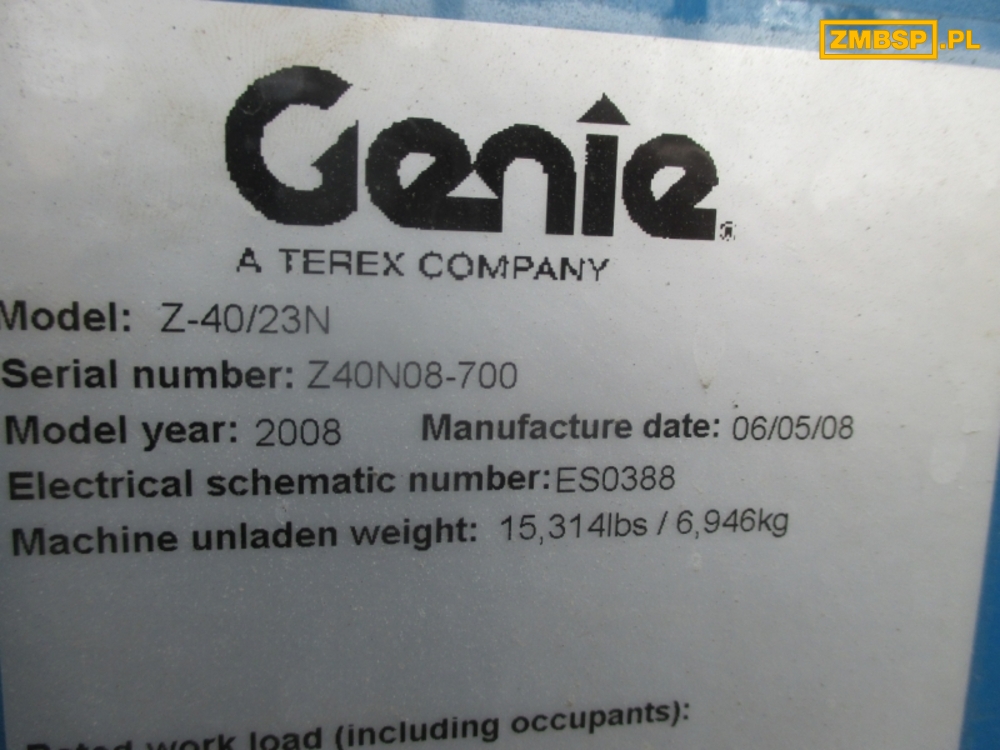 ZMBSP.PL
Genie®
A TEREX COMPANY
Model: Z-40/23N
Serial number: Z40N08-700
Model year: 2008 Manufacture date: 06/05/08
Electrical schematic number:ES0388
Machine unladen weight: 15,314lbs / 6,946kg
Rated work load (including occupants):